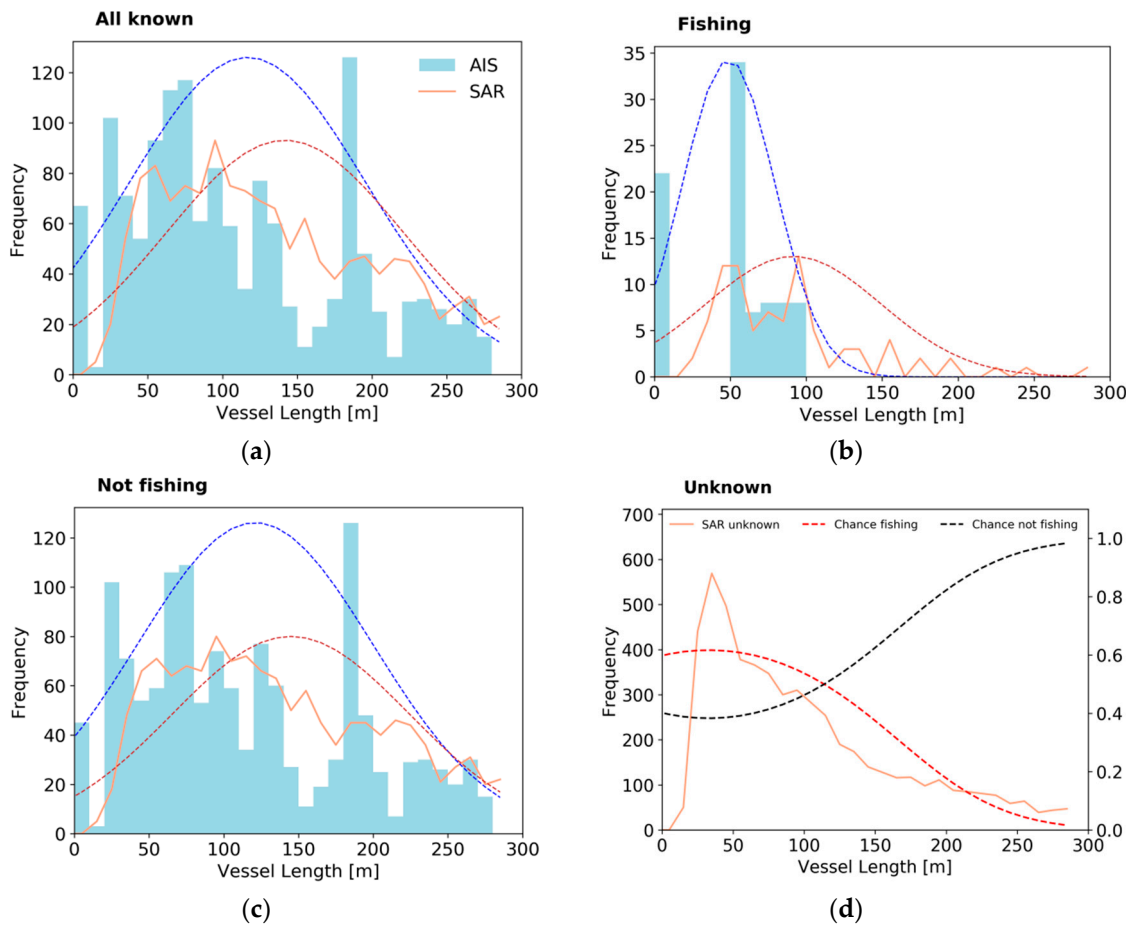 All known
120
100
80
60
40
20
0
Frequency
AIS
SAR
0 50 100 150 200 250 300
Vessel Length [m]
(a)
Fishing
35
30
25
20
15
10
5
0
Frequency
0 50 100 150 200 250 300
Vessel Length [m]
(b)
Not fishing
120
100
80
60
40
20
0
Frequency
0 50 100 150 200 250 300
Vessel Length [m]
(c)
Unknown
700
600
500
400
300
200
100
0
Frequency
SAR unknown Chance fishing Chance not fishing
1.0
0.8
0.6
0.4
0.2
0.0
0 50 100 150 200 250 300
Vessel Length [m]
(d)